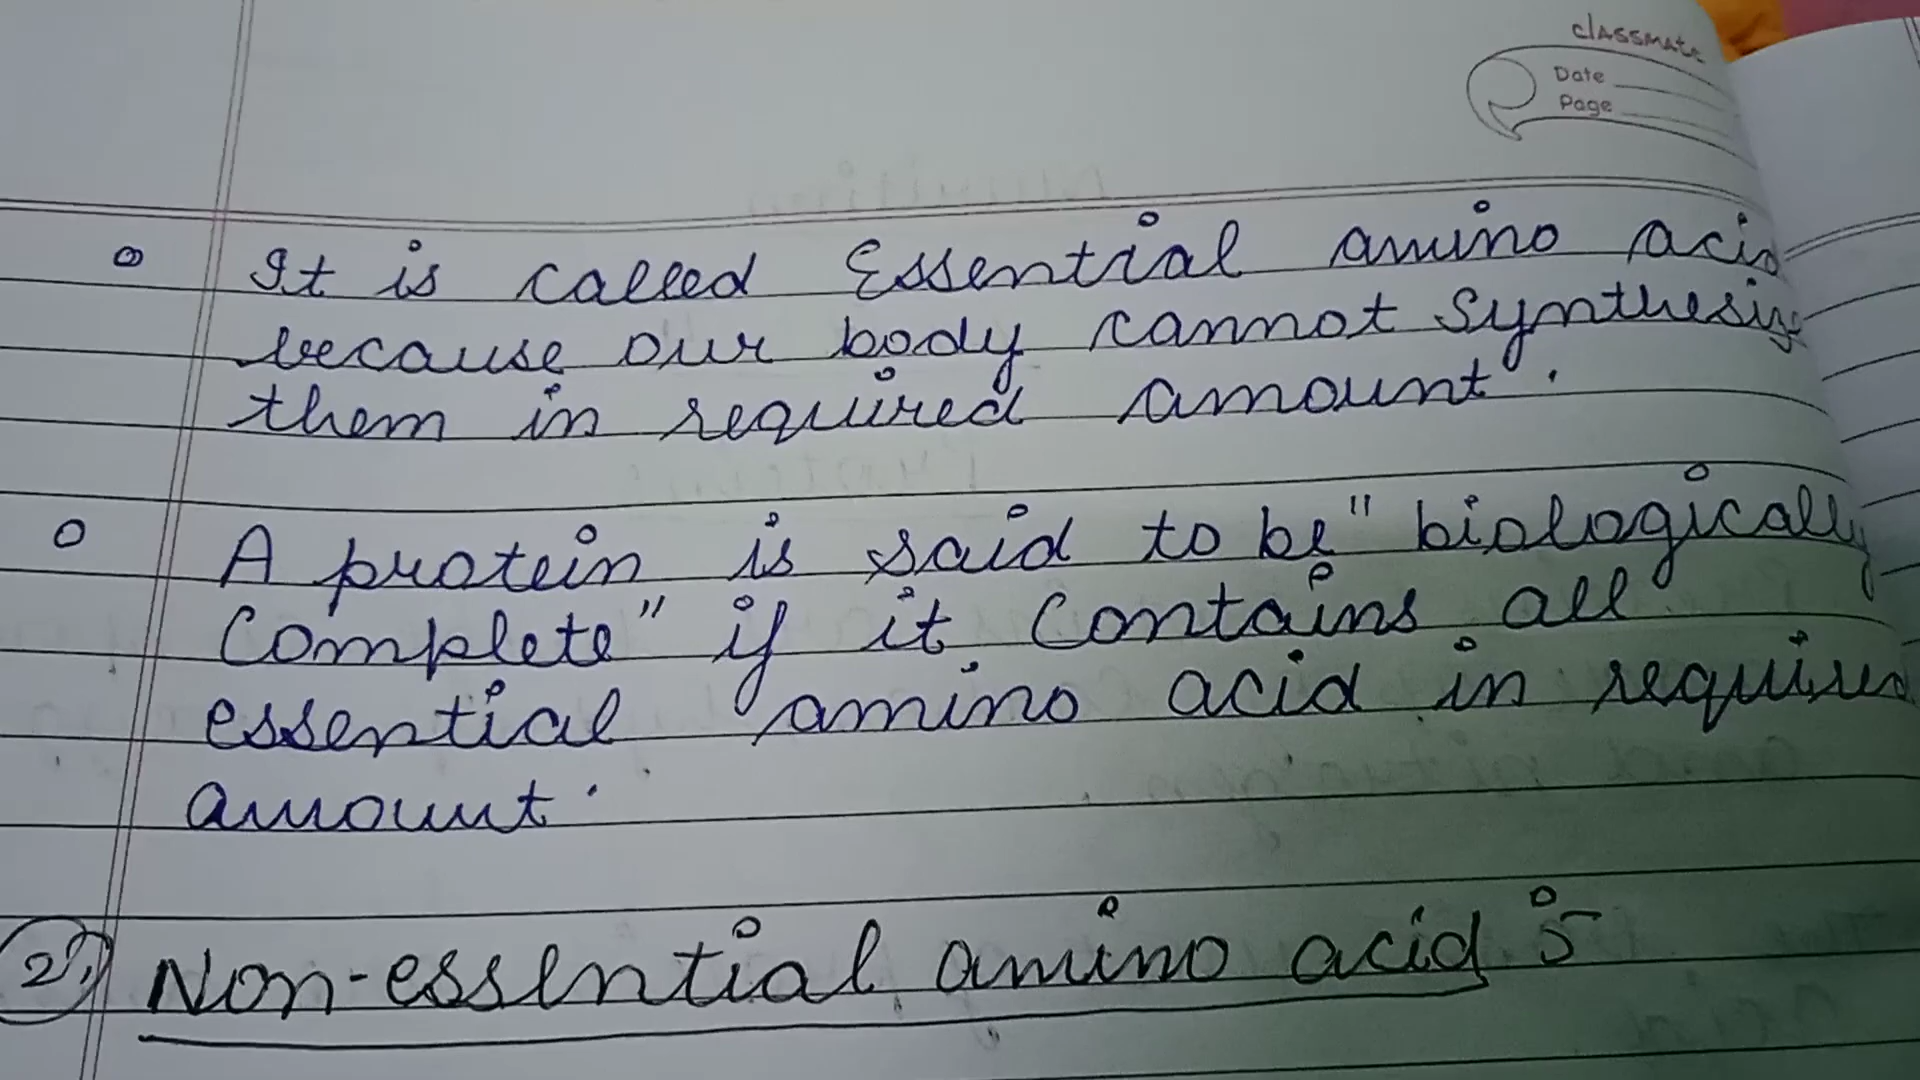 classmate
Date
Page
It is called Essential amino acid
because our body cannot synthesize
them in required amount.
A protein is said to be "biologically
Complete" if it contains all
essential amino acid in required
amount.
2. Non-essential amino acid :-